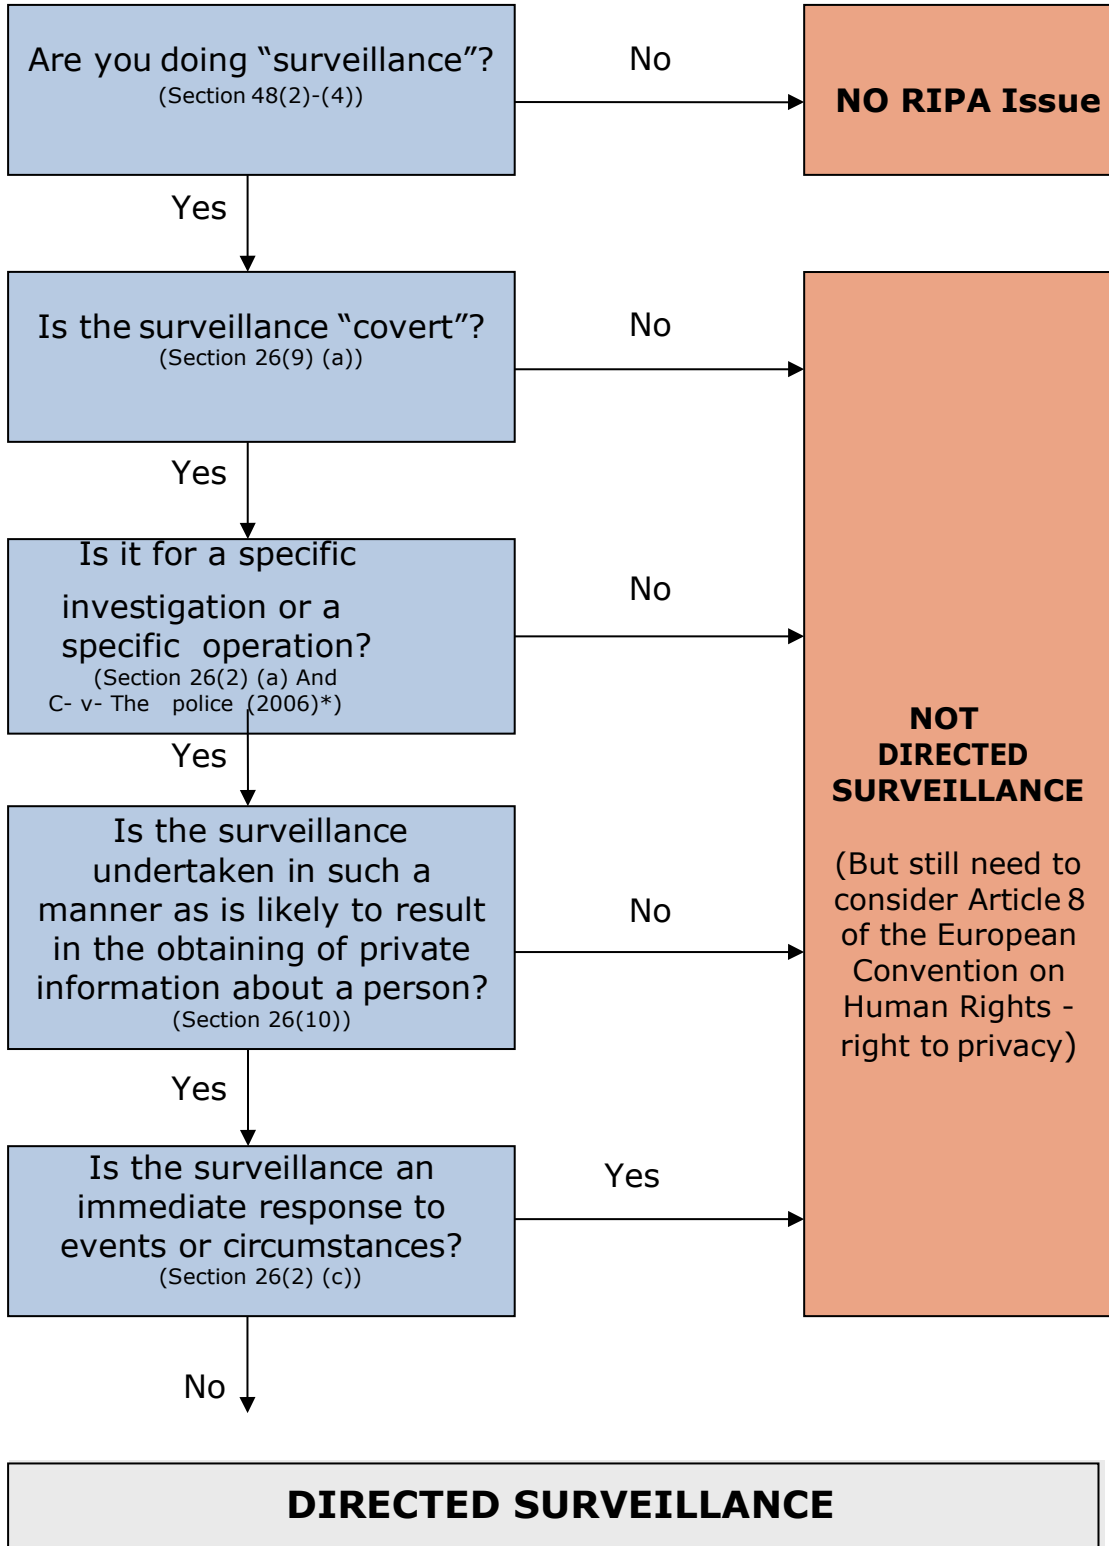 Are you doing “surveillance”?
(Section 48(2)-(4))
No
NO RIPA Issue
Yes
Is the surveillance “covert”?
(Section 26(9) (a))
No
Yes
Is it for a specific
investigation or a
specific operation?
(Section 26(2) (a) And
C- v- The police (2006)*)
No
Yes
Is the surveillance
undertaken in such a
manner as is likely to result
in the obtaining of private
information about a person?
(Section 26(10))
No
NOT
DIRECTED
SURVEILLANCE
(But still need to
consider Article 8
of the European
Convention on
Human Rights -
right to privacy)
Yes
Is the surveillance an
immediate response to
events or circumstances?
(Section 26(2) (c))
Yes
No
DIRECTED SURVEILLANCE